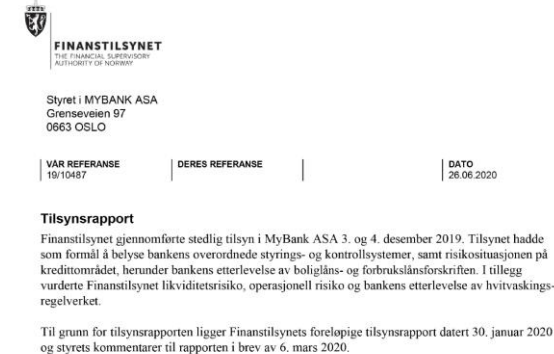 FINANSTILSYNET
THE FINANCIAL SUPERVISORY
AUTHORITY OF NORWAY
Styret i MYBANK ASA
Grenseveien 97
0663 OSLO
VÅR REFERANSE DERES REFERANSE DATO
19/10487 26.06.2020
Tilsynsrapport
Finanstilsynet gjennomførte stedlig tilsyn i MyBank ASA 3. og 4. desember 2019. Tilsynet hadde
som formål å belyse bankens overordnede styrings- og kontrollsystemer, samt risikosituasjonen på
kredittområdet, herunder bankens etterlevelse av boliglåns- og forbrukslånsforskriften. I tillegg
vurderte Finanstilsynet likviditetsrisiko, operasjonell risiko og bankens etterlevelse av hvitvaskings-
regelverket.
Til grunn for tilsynsrapporten ligger Finanstilsynets foreløpige tilsynsrapport datert 30. januar 2020
og styrets kommentarer til rapporten i brev av 6. mars 2020.